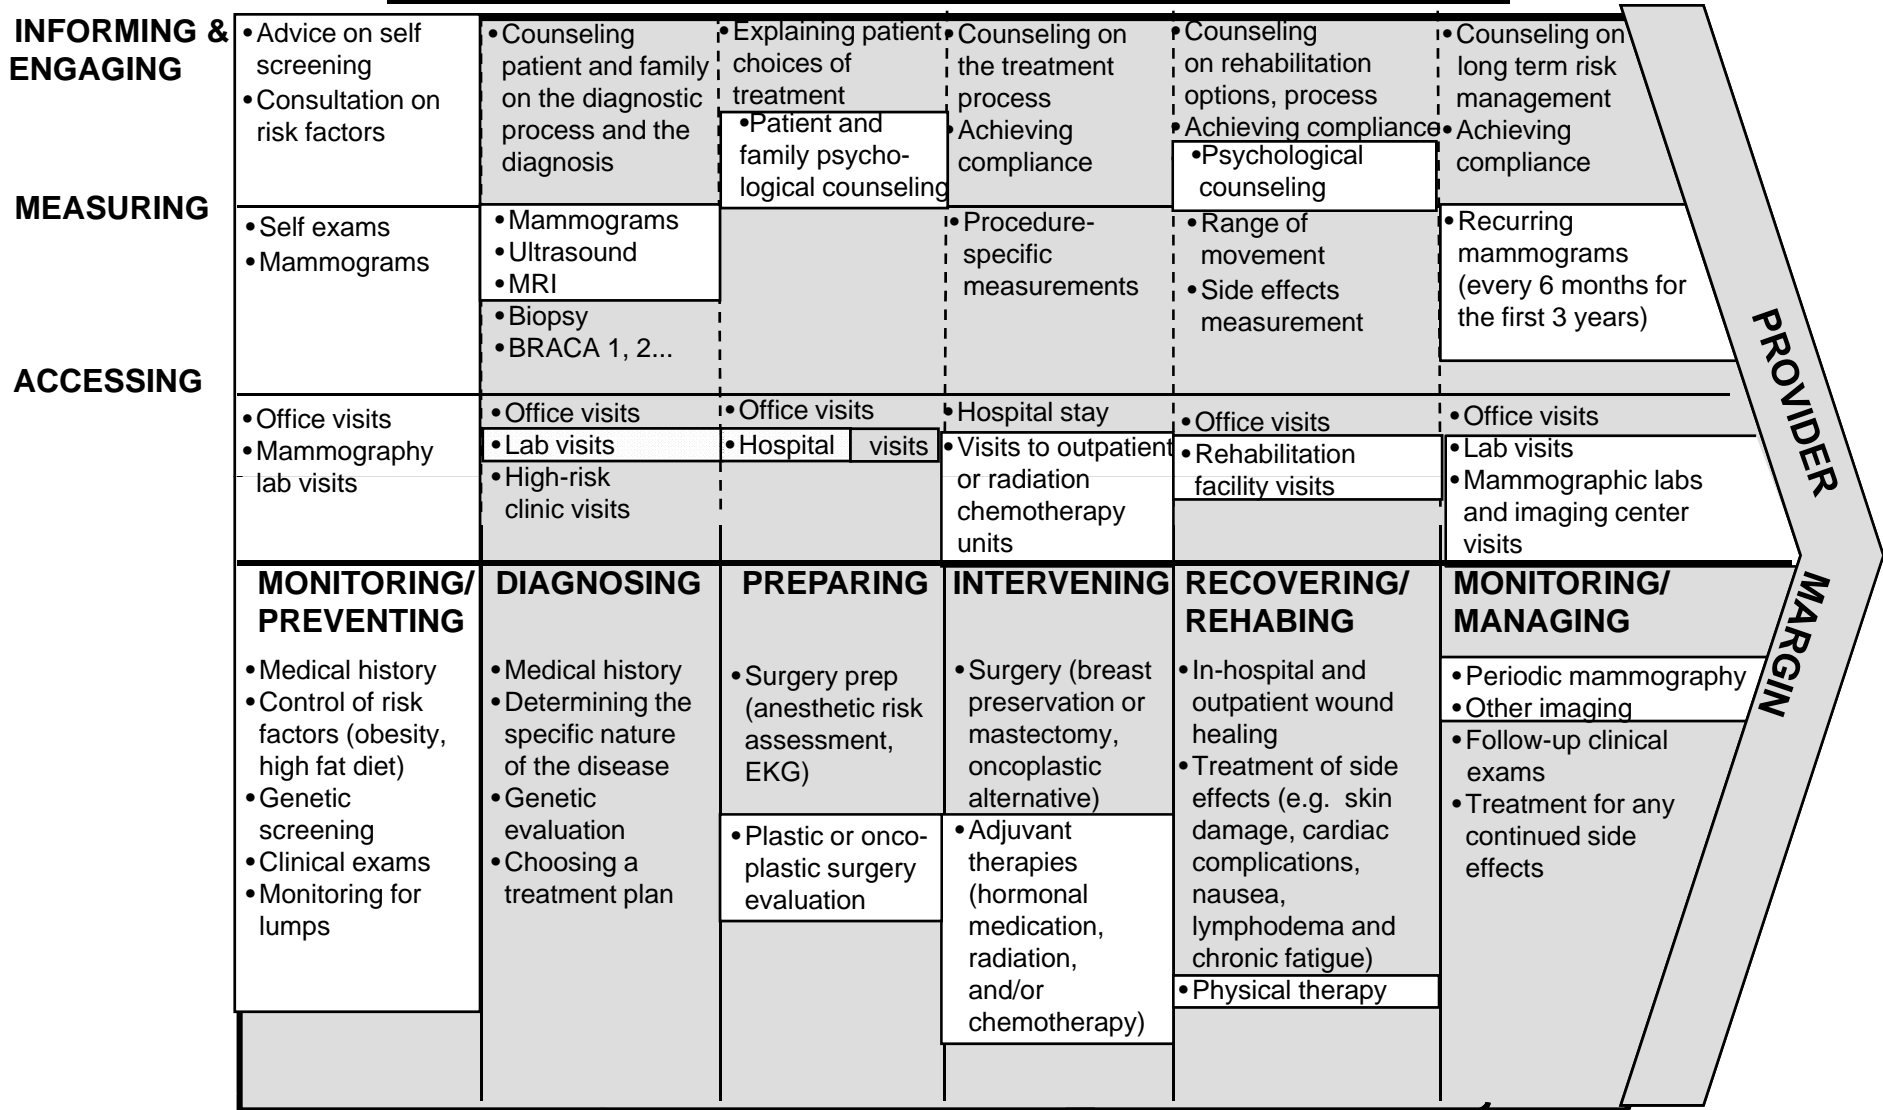 INFORMING &
ENGAGING
• Advice on self
screening
• Consultation on
risk factors
• Counseling
patient and family
on the diagnostic
process and the
diagnosis
• Explaining patient
choices of
treatment
• Patient and
family psycho-
logical counseling
• Counseling on
the treatment
process
• Achieving
compliance
• Counseling
on rehabilitation
options, process
• Achieving compliance
• Psychological
counseling
• Counseling on
long term risk
management
• Achieving
compliance
MEASURING
• Self exams
• Mammograms
• Mammograms
• Ultrasound
• MRI
• Biopsy
• BRACA 1, 2...
• Procedure-
specific
measurements
• Range of
movement
• Side effects
measurement
• Recurring
mammograms
(every 6 months for
the first 3 years)
ACCESSING
• Office visits
• Mammography
lab visits
• Office visits
• Lab visits
• High-risk
clinic visits
• Office visits
• Hospital visits
• Hospital stay
• Visits to outpatient
or radiation
chemotherapy
units
• Office visits
• Rehabilitation
facility visits
• Office visits
• Lab visits
• Mammographic labs
and imaging center
visits
MONITORING/
PREVENTING
• Medical history
• Control of risk
factors (obesity,
high fat diet)
• Genetic
screening
• Clinical exams
• Monitoring for
lumps
DIAGNOSING
• Medical history
• Determining the
specific nature
of the disease
• Genetic
evaluation
• Choosing a
treatment plan
PREPARING
• Surgery prep
(anesthetic risk
assessment,
EKG)
• Plastic or onco-
plastic surgery
evaluation
INTERVENING
• Surgery (breast
preservation or
mastectomy,
oncoplastic
alternative)
• Adjuvant
therapies
(hormonal
medication,
radiation,
and/or
chemotherapy)
RECOVERING/
REHABING
• In-hospital and
outpatient wound
healing
• Treatment of side
effects (e.g. skin
damage, cardiac
complications,
nausea,
lymphodema and
chronic fatigue)
• Physical therapy
MONITORING/
MANAGING
• Periodic mammography
• Other imaging
• Follow-up clinical
exams
• Treatment for any
continued side
effects
PROVIDER
MARGIN